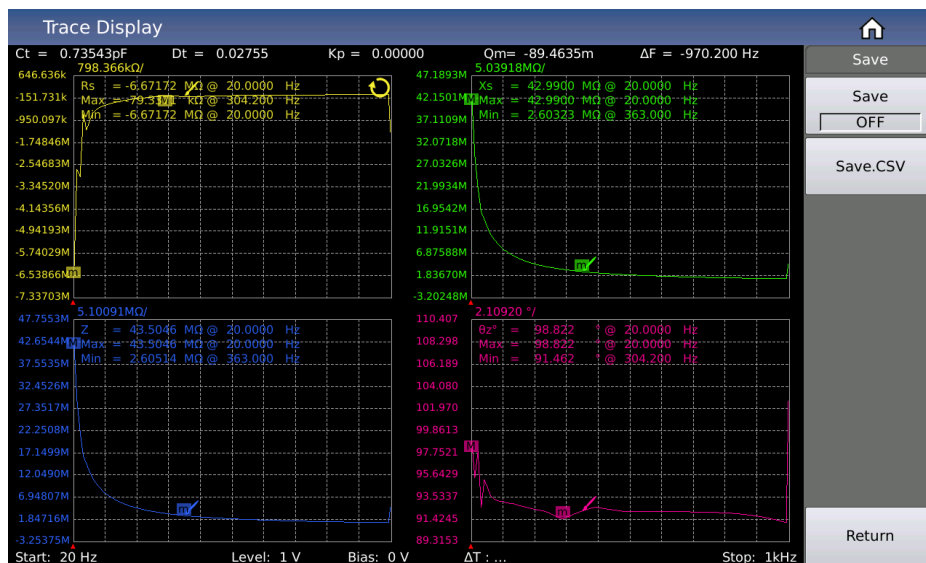 Trace Display
Ct = 0.73543pF Dt = 0.02755 Kp = 0.00000 Qm= -89.4635m ΔF = -970.200 Hz
798.366kΩ/
646.636k
-151.731k
-950.097k
-1.74846M
-2.54683M
-3.34520M
-4.14356M
-4.94193M
-5.74029M
-6.53866M
-7.33703M
Rs = -6.67172 MΩ @ 20.0000 Hz
Max = -79.3381 kΩ @ 304.200 Hz
Min = -6.67172 MΩ @ 20.0000 Hz
M
m
5.03918MΩ/
47.1893M
42.1501M
37.1109M
32.0718M
27.0326M
21.9934M
16.9542M
11.9151M
6.87588M
1.83670M
-3.20248M
Xs = 42.9900 MΩ @ 20.0000 Hz
Max = 42.9900 MΩ @ 20.0000 Hz
Min = 2.60323 MΩ @ 363.000 Hz
M
m
5.10091MΩ/
47.7553M
42.6544M
37.5535M
32.4526M
27.3517M
22.2508M
17.1499M
12.0490M
6.94807M
1.84716M
-3.25375M
Z = 43.5046 MΩ @ 20.0000 Hz
Max = 43.5046 MΩ @ 20.0000 Hz
Min = 2.60514 MΩ @ 363.000 Hz
M
m
2.10920 °/
110.407
108.298
106.189
104.080
101.970
99.8613
97.7521
95.6429
93.5337
91.4245
89.3153
θz° = 98.822 ° @ 20.0000 Hz
Max = 98.822 ° @ 20.0000 Hz
Min = 91.462 ° @ 304.200 Hz
M
m
Start: 20 Hz Level: 1 V Bias: 0 V ΔT : ... Stop: 1kHz
Save
Save
OFF
Save.CSV
Return